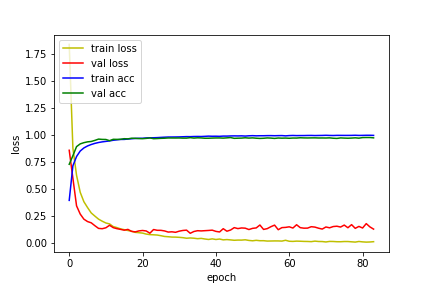 train loss
val loss
train acc
val acc
1.75
1.50
1.25
1.00
0.75
0.50
0.25
0.00
loss
0 20 40 60 80
epoch